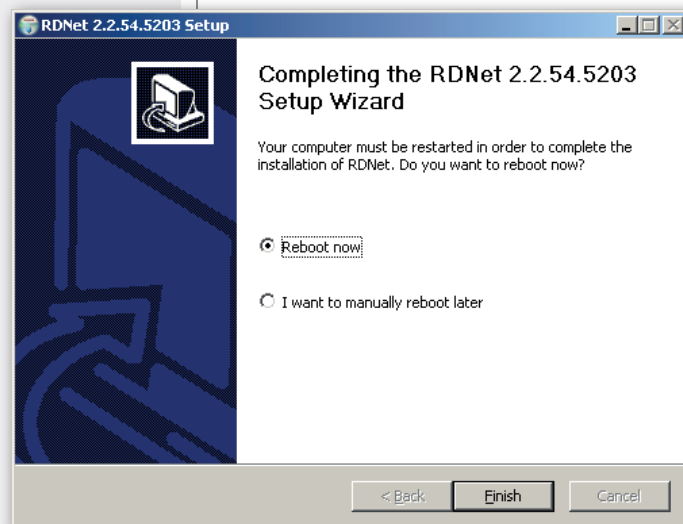 RDNet 2.2.54.5203 Setup
Completing the RDNet 2.2.54.5203
Setup Wizard
Your computer must be restarted in order to complete the
installation of RDNet. Do you want to reboot now?
Reboot now
I want to manually reboot later
< Back
Finish
Cancel